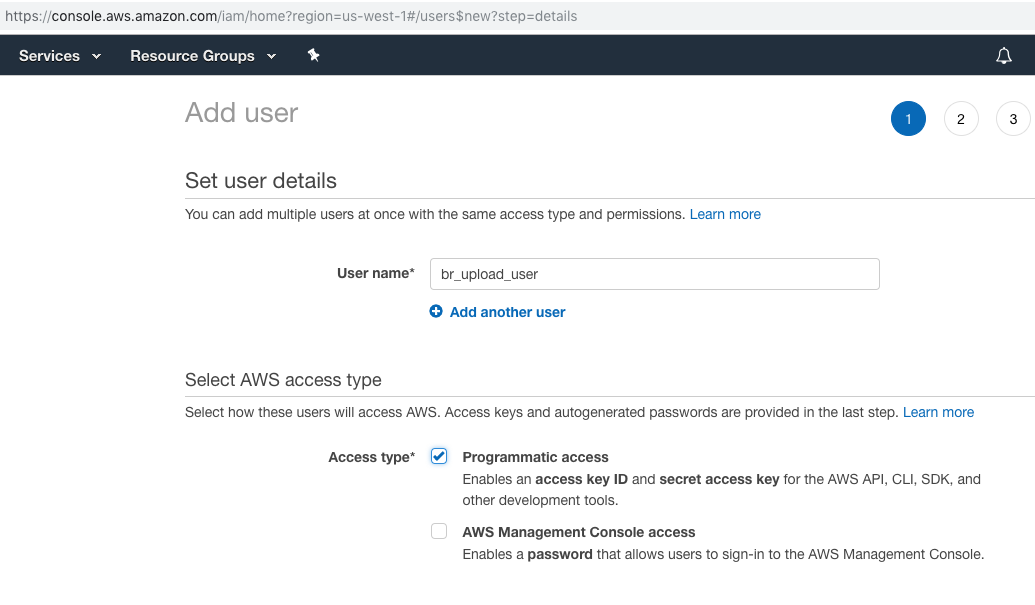 https://console.aws.amazon.com/iam/home?region=us-west-1#/users$new?step=details
Services Resource Groups
Add user
1 2 3
Set user details
You can add multiple users at once with the same access type and permissions. Learn more
User name* br_upload_user
Add another user
Select AWS access type
Select how these users will access AWS. Access keys and autogenerated passwords are provided in the last step. Learn more
Access type* Programmatic access
Enables an access key ID and secret access key for the AWS API, CLI, SDK, and
other development tools.
AWS Management Console access
Enables a password that allows users to sign-in to the AWS Management Console.